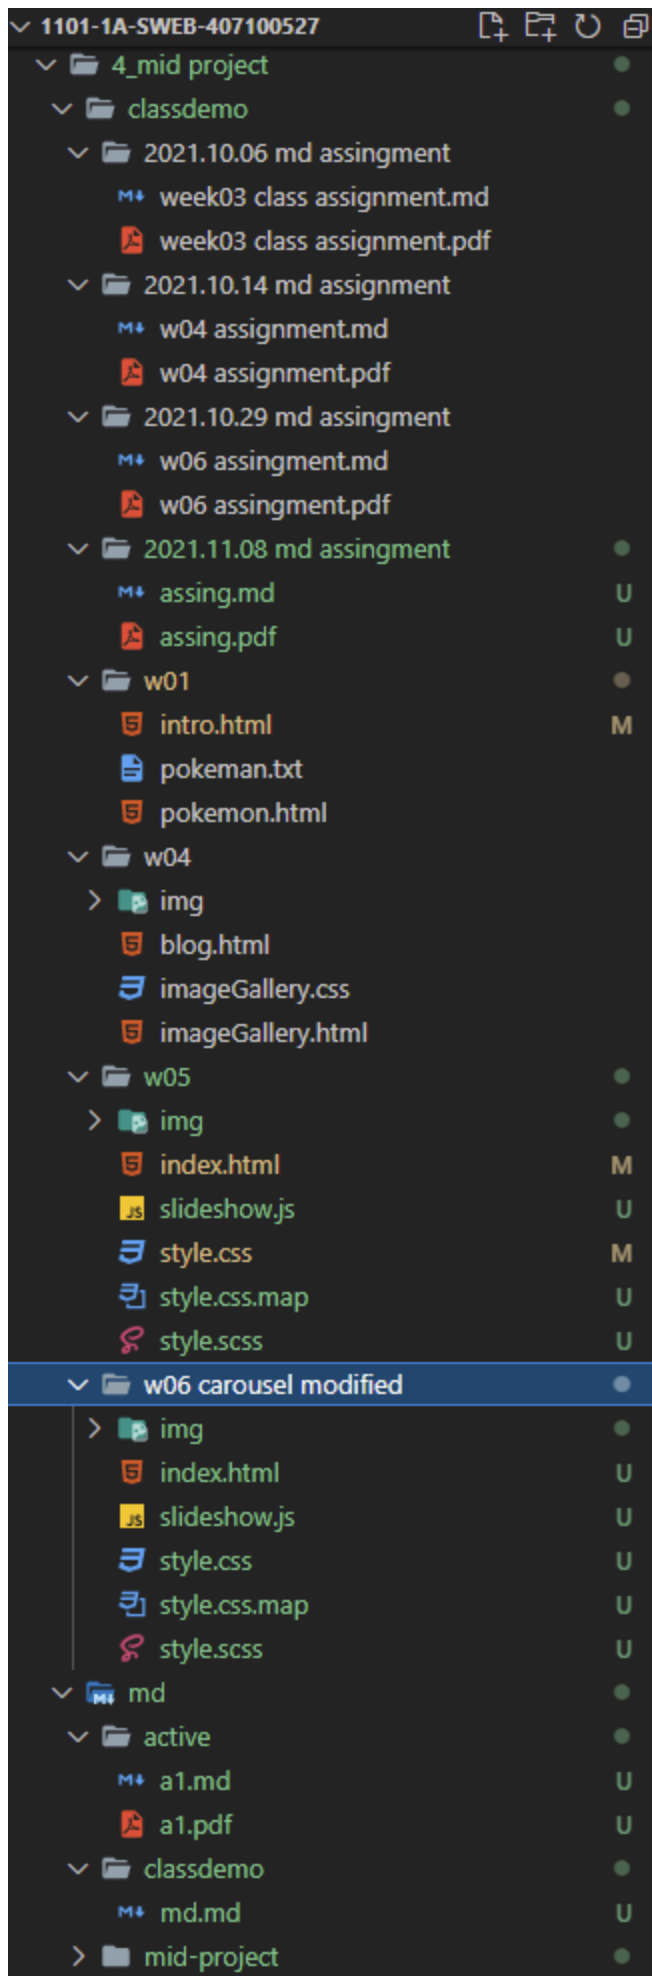 1101-1A-SWEB-407100527
4_mid project
classdemo
2021.10.06 md assingment
week03 class assignment.md
week03 class assignment.pdf
2021.10.14 md assignment
w04 assignment.md
w04 assignment.pdf
2021.10.29 md assingment
w06 assingment.md
w06 assingment.pdf
2021.11.08 md assingment
assing.md U
assing.pdf U
w01
intro.html M
pokeman.txt
pokemon.html
w04
img
blog.html
imageGallery.css
imageGallery.html
w05
img
index.html M
slideshow.js U
style.css M
style.css.map U
style.scss U
w06 carousel modified
img
index.html U
slideshow.js U
style.css U
style.css.map U
style.scss U
md
active
a1.md U
a1.pdf U
classdemo
md.md U
mid-project